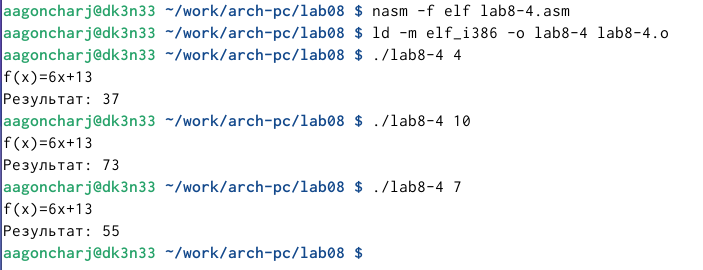 aagoncharj@dk3n33 ~/work/arch-pc/lab08 $ nasm -f elf lab8-4.asm
aagoncharj@dk3n33 ~/work/arch-pc/lab08 $ ld -m elf_i386 -o lab8-4 lab8-4.o
aagoncharj@dk3n33 ~/work/arch-pc/lab08 $ ./lab8-4 4
f(x)=6x+13
Результат: 37
aagoncharj@dk3n33 ~/work/arch-pc/lab08 $ ./lab8-4 10
f(x)=6x+13
Результат: 73
aagoncharj@dk3n33 ~/work/arch-pc/lab08 $ ./lab8-4 7
f(x)=6x+13
Результат: 55
aagoncharj@dk3n33 ~/work/arch-pc/lab08 $